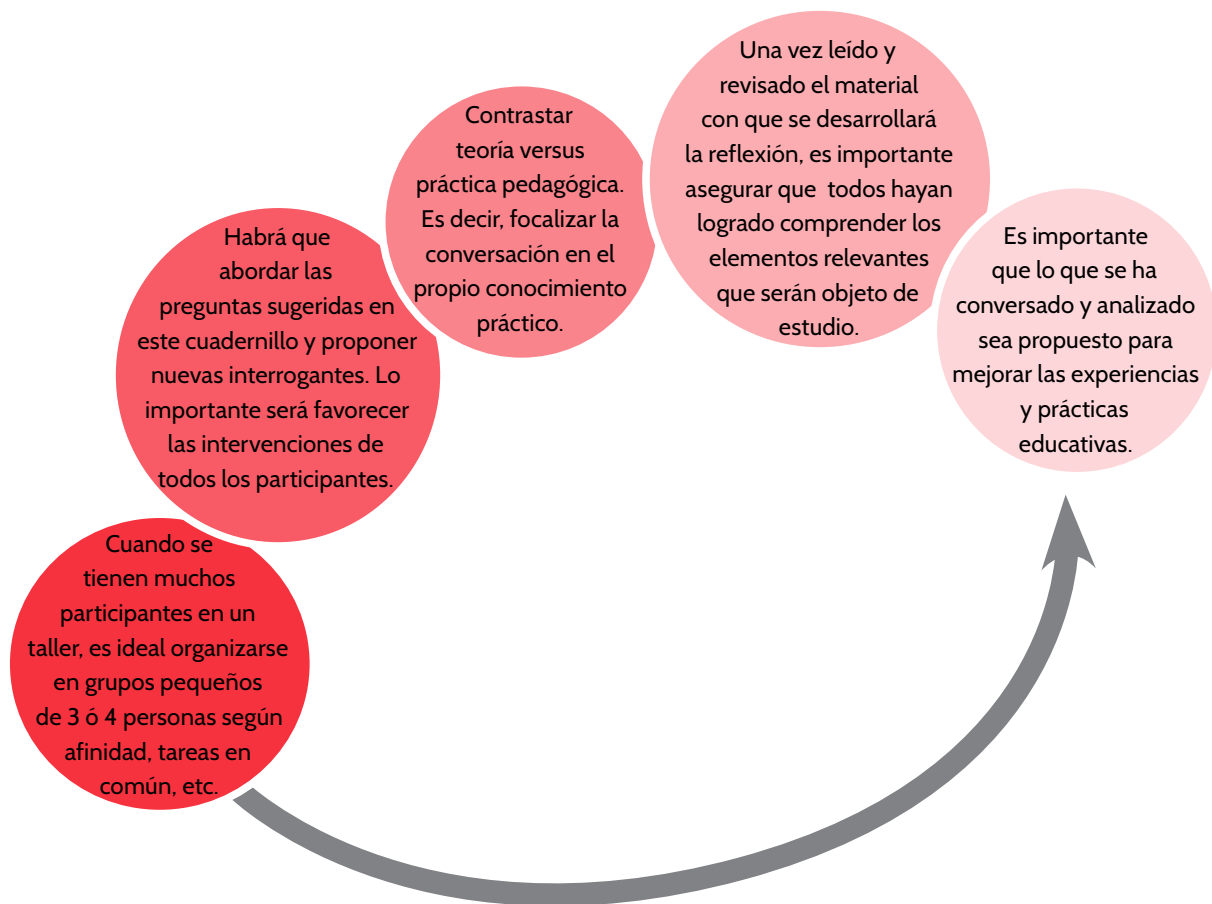 Cuando se
tienen muchos
participantes en un
taller, es ideal organizarse
en grupos pequeños
de 3 ó 4 personas según
afinidad, tareas en
común, etc.
Habrá que
abordar las
preguntas sugeridas en
este cuadernillo y proponer
nuevas interrogantes. Lo
importante será favorecer
las intervenciones de
todos los participantes.
Contrastar
teoría versus
práctica pedagógica.
Es decir, focalizar la
conversación en el
propio conocimiento
práctico.
Una vez leído y
revisado el material
con que se desarrollará
la reflexión, es importante
asegurar que todos hayan
logrado comprender los
elementos relevantes
que serán objeto de
estudio.
Es importante
que lo que se ha
conversado y analizado
sea propuesto para
mejorar las experiencias
y prácticas
educativas.